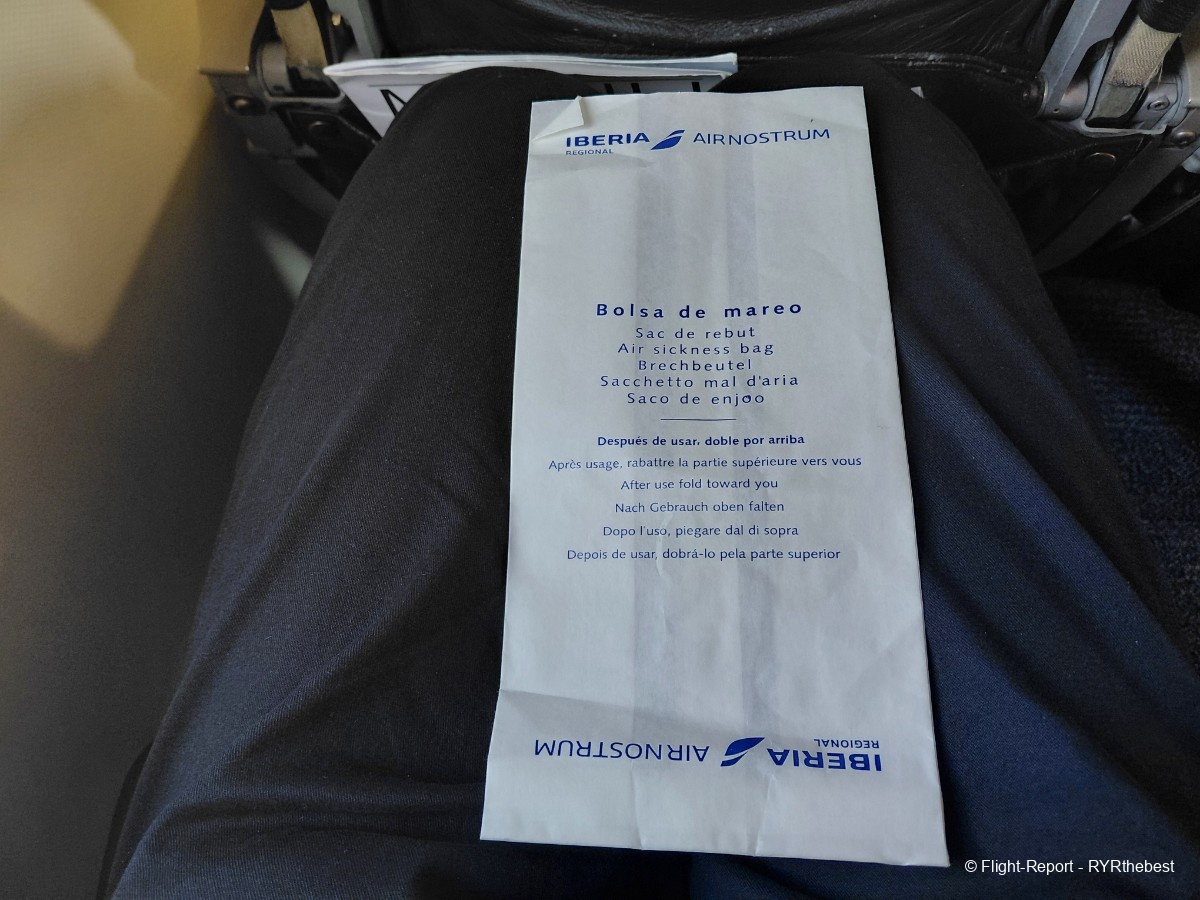 IBERIA AIRNOSTRUM
REGIONAL
Bolsa de mareo
Sac de rebut
Air sickness bag
Brechbeutel
Sacchetto mal d'aria
Saco de enjoo
Después de usar, doble por arriba
Après usage, rabattre la partie supérieure vers vous
After use fold toward you
Nach Gebrauch oben falten
Dopo l'uso, piegare dal di sopra
Depois de usar, dobrá-lo pela parte superior
IBERIA AIRNOSTRUM
REGIONAL
© Flight-Report - RYRthebest